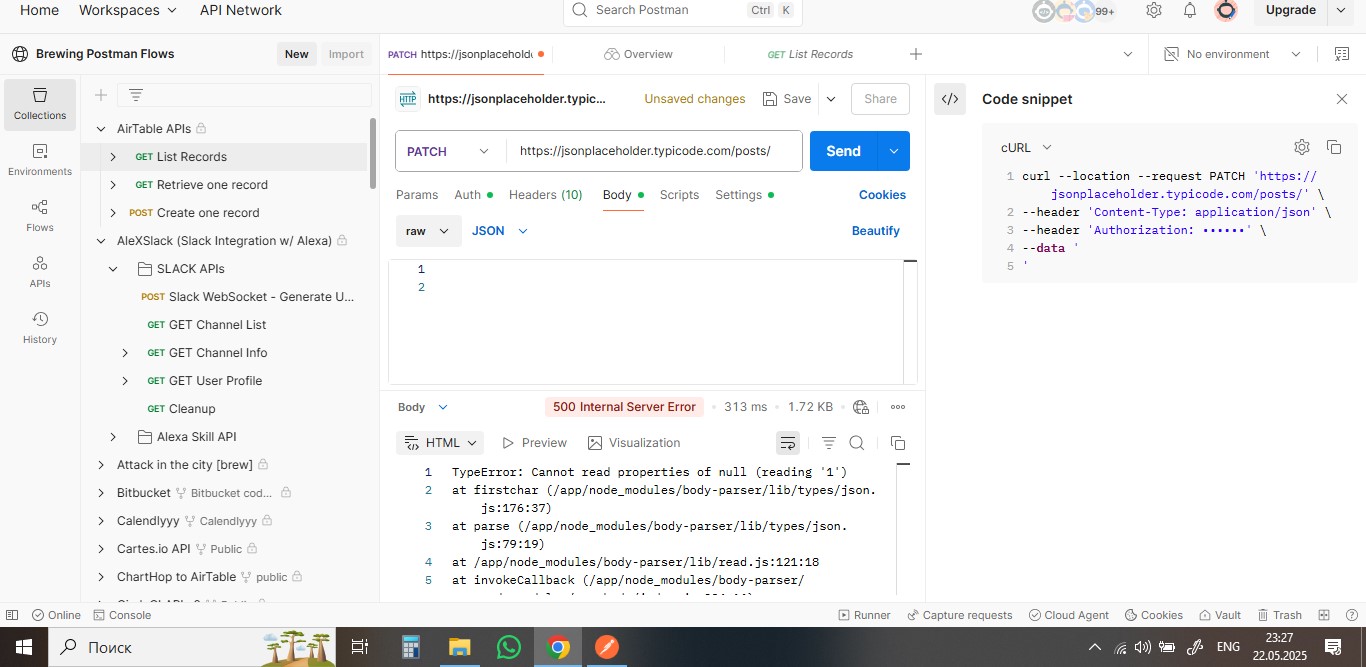 Home Workspaces API Network Search Postman Ctrl K 99+ Upgrade
Brewing Postman Flows New Import PATCH https://jsonplaceholde Overview GET List Records No environment
Collections
Environments
Flows
APIs
History
AirTable APIs
GET List Records
GET Retrieve one record
POST Create one record
AleXSlack (Slack Integration w/ Alexa)
SLACK APIs
POST Slack WebSocket - Generate U...
GET GET Channel List
GET GET Channel Info
GET GET User Profile
GET Cleanup
Alexa Skill API
Attack in the city [brew]
Bitbucket Bitbucket cod...
Calendlyyy Calendlyyy
Cartes.io API Public
ChartHop to AirTable public
HTTP https://jsonplaceholder.typic... Unsaved changes Save Share
PATCH https://jsonplaceholder.typicode.com/posts/ Send
Params Auth Headers (10) Body Scripts Settings Cookies
raw JSON Beautify
1
2
Body 500 Internal Server Error 313 ms 1.72 KB
HTML Preview Visualization
1 TypeError: Cannot read properties of null (reading '1')
2 at firstchar (/app/node_modules/body-parser/lib/types/json.
js:176:37)
3 at parse (/app/node_modules/body-parser/lib/types/json.
js:79:19)
4 at /app/node_modules/body-parser/lib/read.js:121:18
5 at invokeCallback (/app/node_modules/body-parser/
</> Code snippet
cURL
1 curl --location --request PATCH 'https://
jsonplaceholder.typicode.com/posts/' \
2 --header 'Content-Type: application/json' \
3 --header 'Authorization: ••••••' \
4 --data '
5 '
Online Console Runner Capture requests Cloud Agent Cookies Vault Trash
Поиск ENG
23:27
22.05.2025